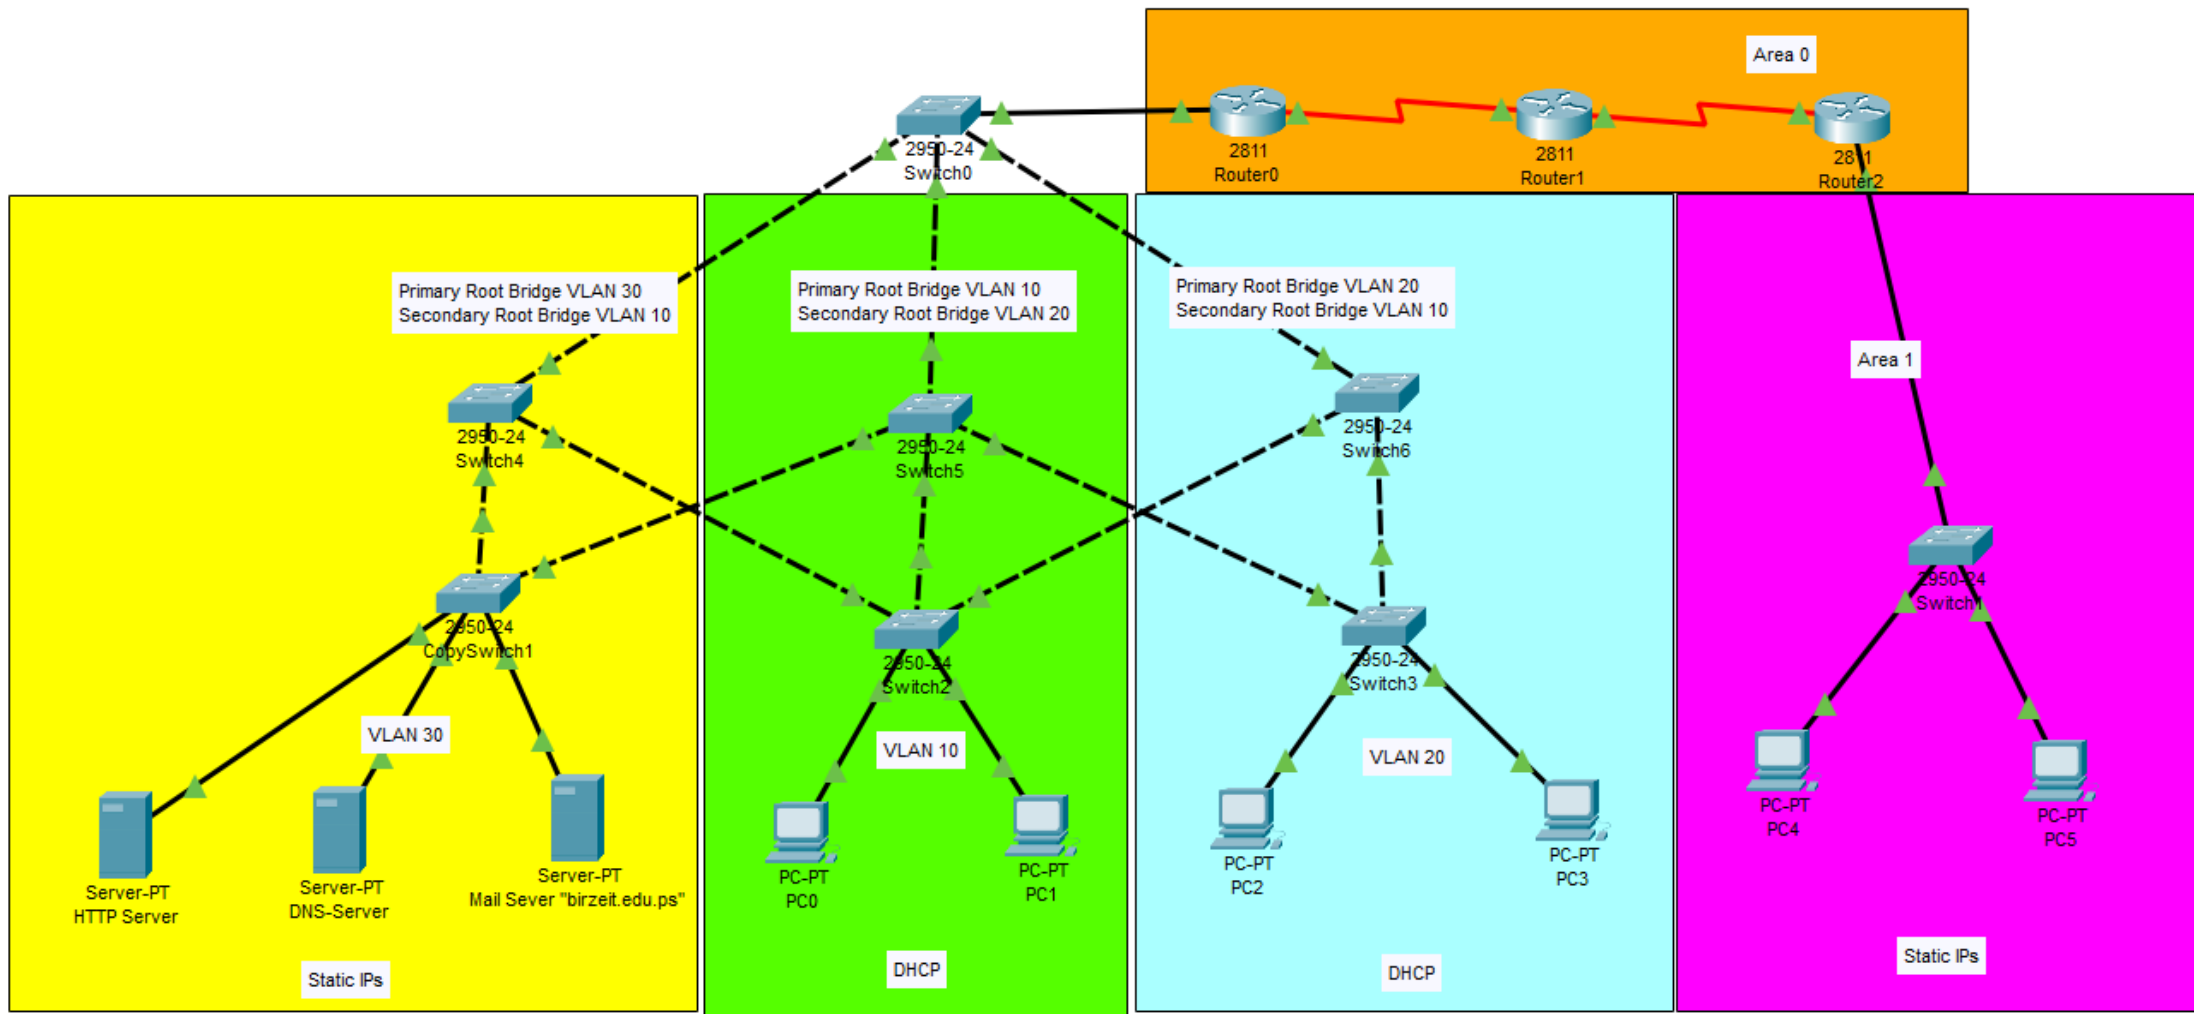 Area 0
2950-24
Switch0
2811
Router0
2811
Router1
2811
Router2
Primary Root Bridge VLAN 30
Secondary Root Bridge VLAN 10
Primary Root Bridge VLAN 10
Secondary Root Bridge VLAN 20
Primary Root Bridge VLAN 20
Secondary Root Bridge VLAN 10
Area 1
2950-24
Switch4
2950-24
Switch5
2950-24
Switch6
2950-24
CopySwitch1
2950-24
Switch2
2950-24
Switch3
2950-24
Switch1
VLAN 30
VLAN 10
VLAN 20
Server-PT
HTTP Server
Server-PT
DNS-Server
Server-PT
Mail Sever "birzeit.edu.ps"
PC-PT
PC0
PC-PT
PC1
PC-PT
PC2
PC-PT
PC3
PC-PT
PC4
PC-PT
PC5
Static IPs
DHCP
DHCP
Static IPs